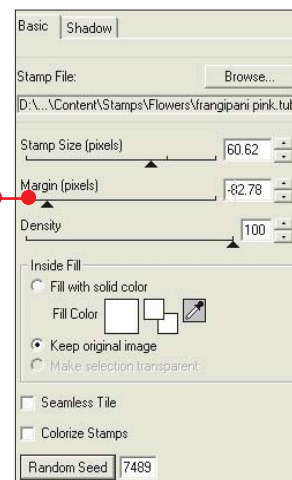 Basic Shadow
Stamp File: Browse...
D:\...\Content\Stamps\Flowers\frangipani pink.tub
Stamp Size (pixels) 60.62
Margin (pixels) -82.78
Density 100
Inside Fill
Fill with solid color
Fill Color
Keep original image
Make selection transparent
Seamless Tile
Colorize Stamps
Random Seed 7489